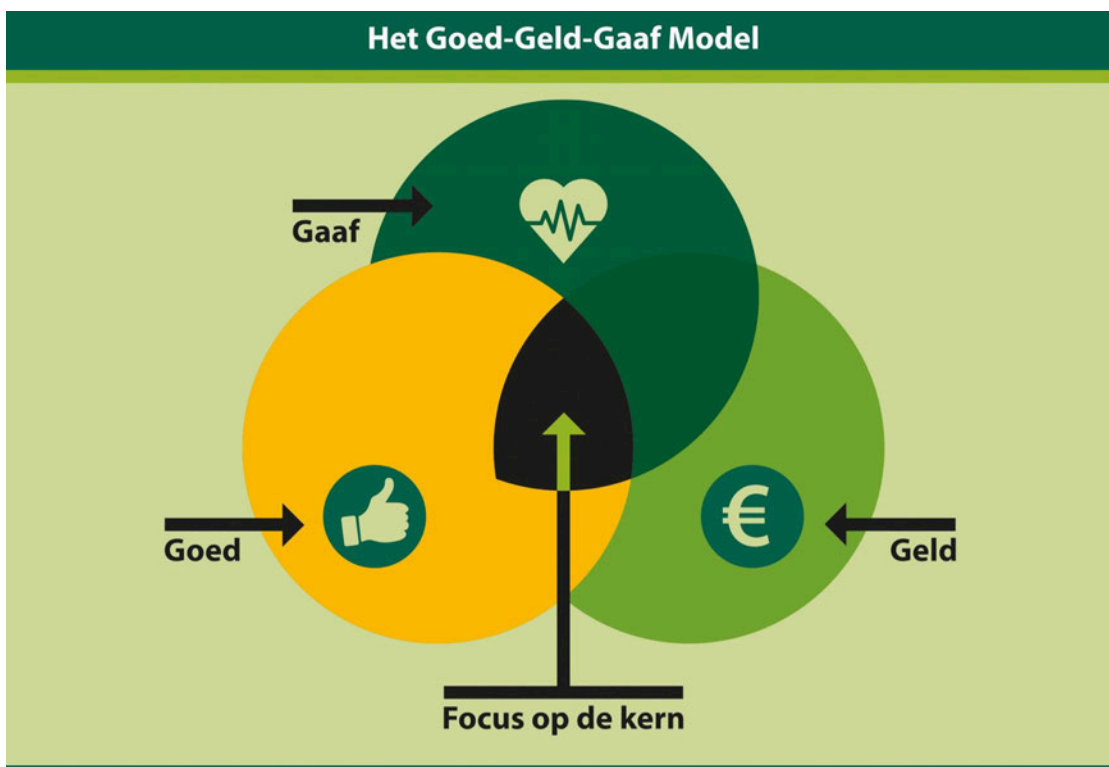 Het Goed-Geld-Gaaf Model
Gaaf
Goed
€
Geld
Focus op de kern